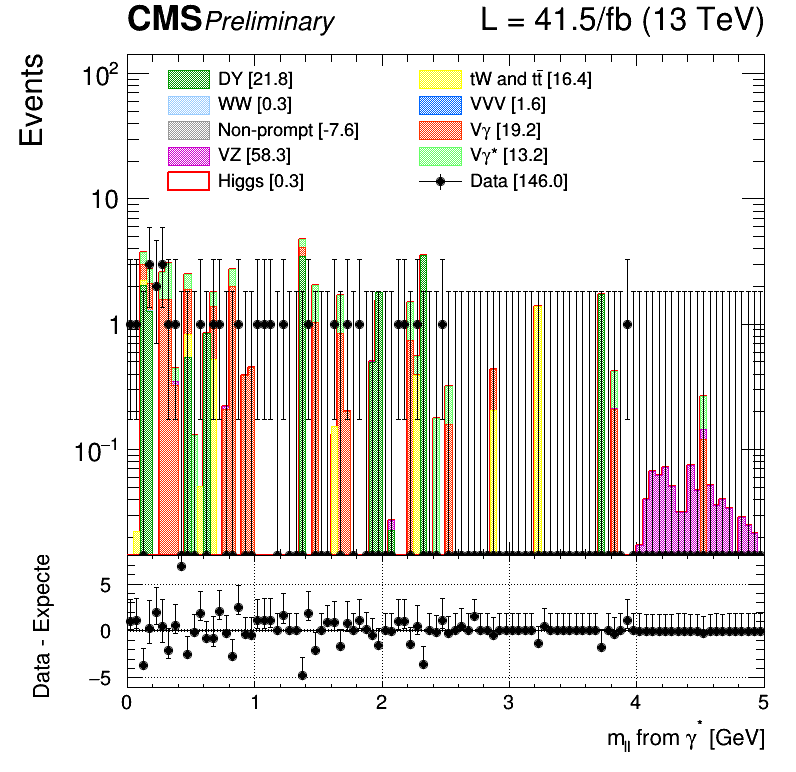 CMS Preliminary L = 41.5/fb (13 TeV)
Events
10²
10
1
10⁻¹
DY [21.8]
WW [0.3]
Non-prompt [-7.6]
VZ [58.3]
Higgs [0.3]
tW and tt̄ [16.4]
VVV [1.6]
Vγ [19.2]
Vγ* [13.2]
Data [146.0]
Data - Expecte
5
0
−5
0 1 2 3 4 5
m_ll from γ* [GeV]